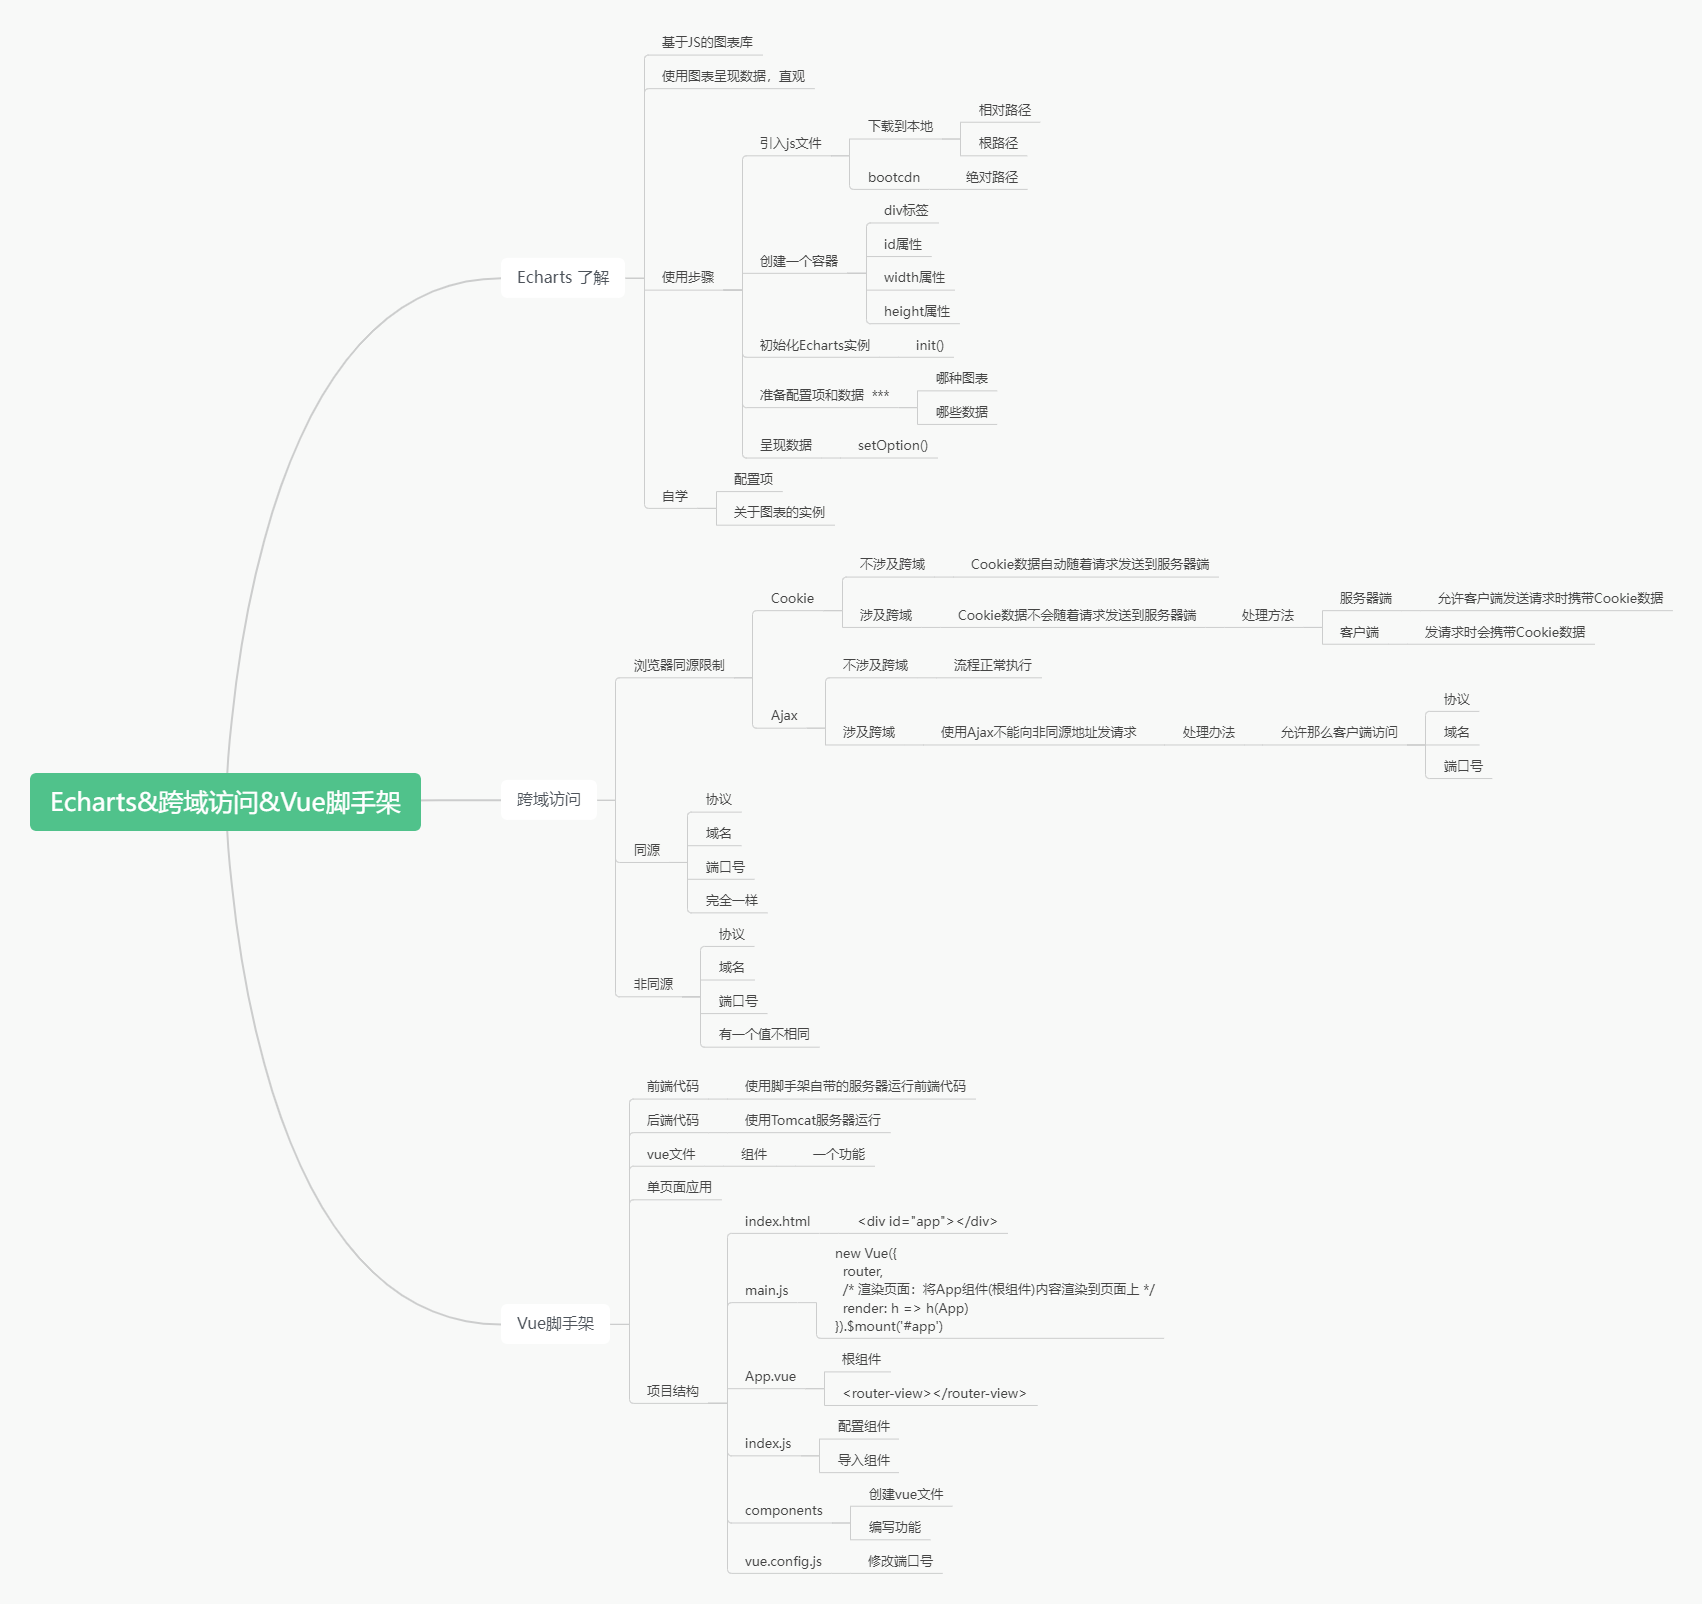 Echarts&跨域访问&Vue脚手架
Echarts 了解
基于JS的图表库
使用图表呈现数据，直观
使用步骤
引入js文件
下载到本地
相对路径
根路径
bootcdn
绝对路径
创建一个容器
div标签
id属性
width属性
height属性
初始化Echarts实例
init()
准备配置项和数据 ***
哪种图表
哪些数据
呈现数据
setOption()
自学
配置项
关于图表的实例
跨域访问
浏览器同源限制
Cookie
不涉及跨域
Cookie数据自动随着请求发送到服务器端
涉及跨域
Cookie数据不会随着请求发送到服务器端
处理方法
服务器端
允许客户端发送请求时携带Cookie数据
客户端
发请求时会携带Cookie数据
Ajax
不涉及跨域
流程正常执行
涉及跨域
使用Ajax不能向非同源地址发请求
处理办法
允许那么客户端访问
协议
域名
端口号
同源
协议
域名
端口号
完全一样
非同源
协议
域名
端口号
有一个值不相同
Vue脚手架
前端代码
使用脚手架自带的服务器运行前端代码
后端代码
使用Tomcat服务器运行
vue文件
组件
一个功能
单页面应用
项目结构
index.html
<div id="app"></div>
main.js
new Vue({
router,
/* 渲染页面：将App组件(根组件)内容渲染到页面上 */
render: h => h(App)
}).$mount('#app')
App.vue
根组件
<router-view></router-view>
index.js
配置组件
导入组件
components
创建vue文件
编写功能
vue.config.js
修改端口号